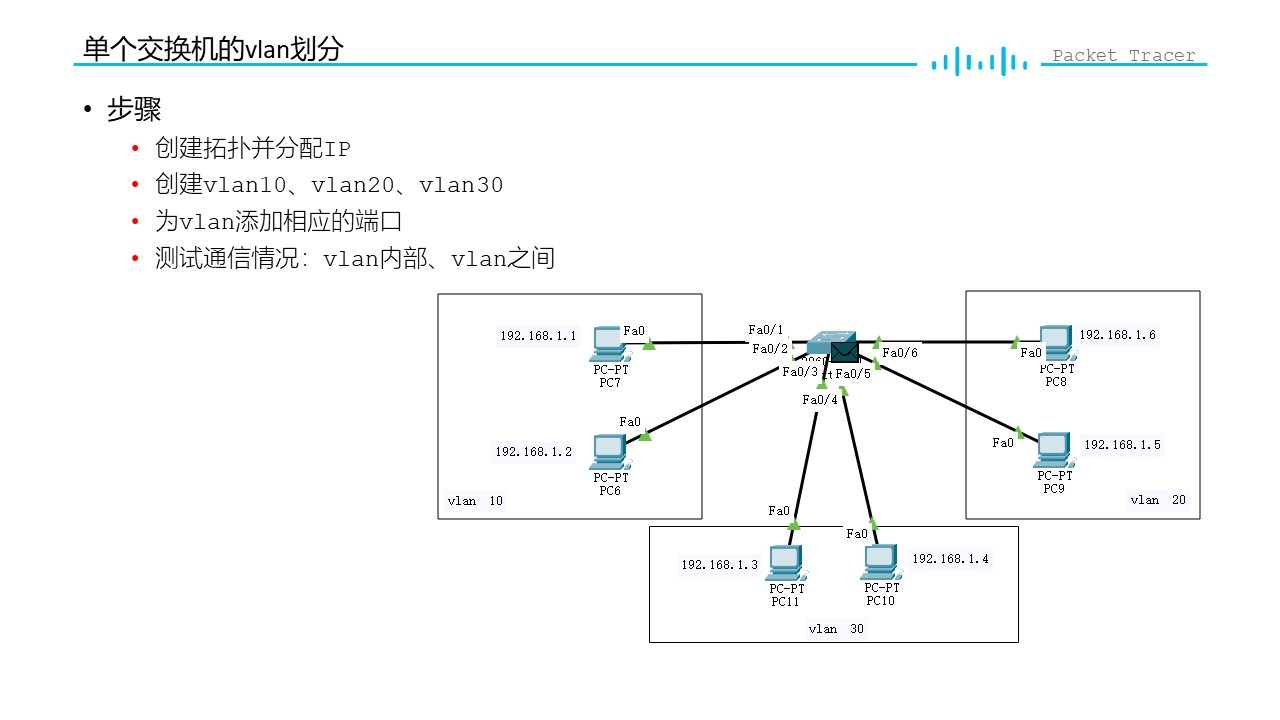 单个交换机的vlan划分
Packet Tracer
• 步骤
• 创建拓扑并分配IP
• 创建vlan10、vlan20、vlan30
• 为vlan添加相应的端口
• 测试通信情况：vlan内部、vlan之间
192.168.1.1
Fa0
PC-PT
PC7
Fa0/1
Fa0/2
Fa0/3
Fa0/5
Fa0/4
Fa0/6
Fa0
192.168.1.6
PC-PT
PC8
192.168.1.2
Fa0
PC-PT
PC6
vlan 10
Fa0
192.168.1.5
PC-PT
PC9
vlan 20
Fa0
192.168.1.3
PC-PT
PC11
Fa0
192.168.1.4
PC-PT
PC10
vlan 30